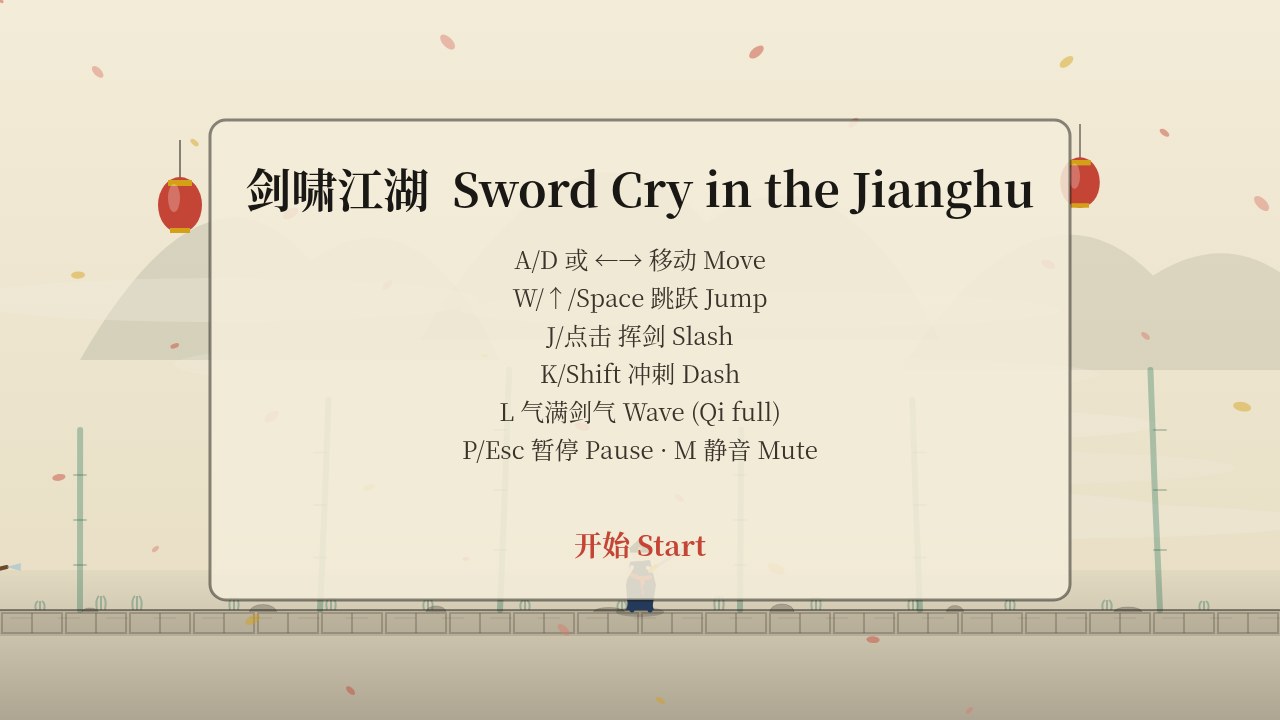 剑啸江湖 Sword Cry in the Jianghu
A/D 或 ←→ 移动 Move
W/↑/Space 跳跃 Jump
J/点击 挥剑 Slash
K/Shift 冲刺 Dash
L 气满剑气 Wave (Qi full)
P/Esc 暂停 Pause · M 静音 Mute
开始 Start